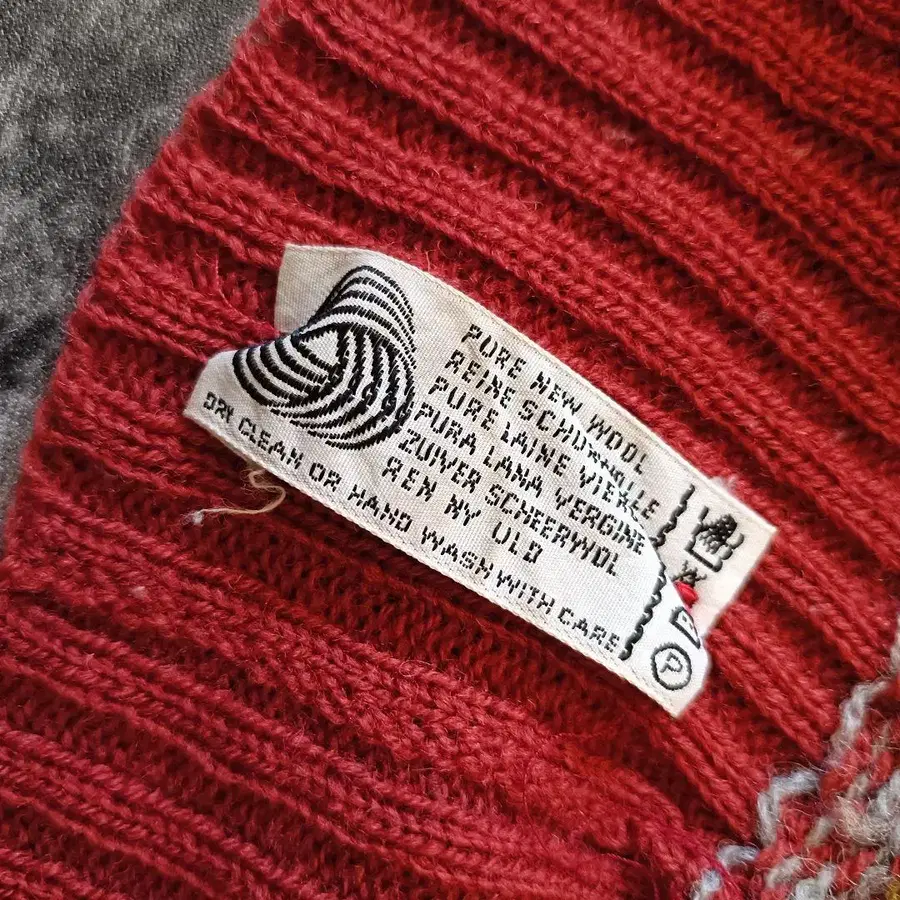 PURE NEW WOOL
REINE SCHURWOLLE
PURE LAINE VIERGE
PURA LANA VERGINE
ZUIVER SCHEERWOL
REN NY ULD
DRY CLEAN OR HAND WASH WITH CARE
P